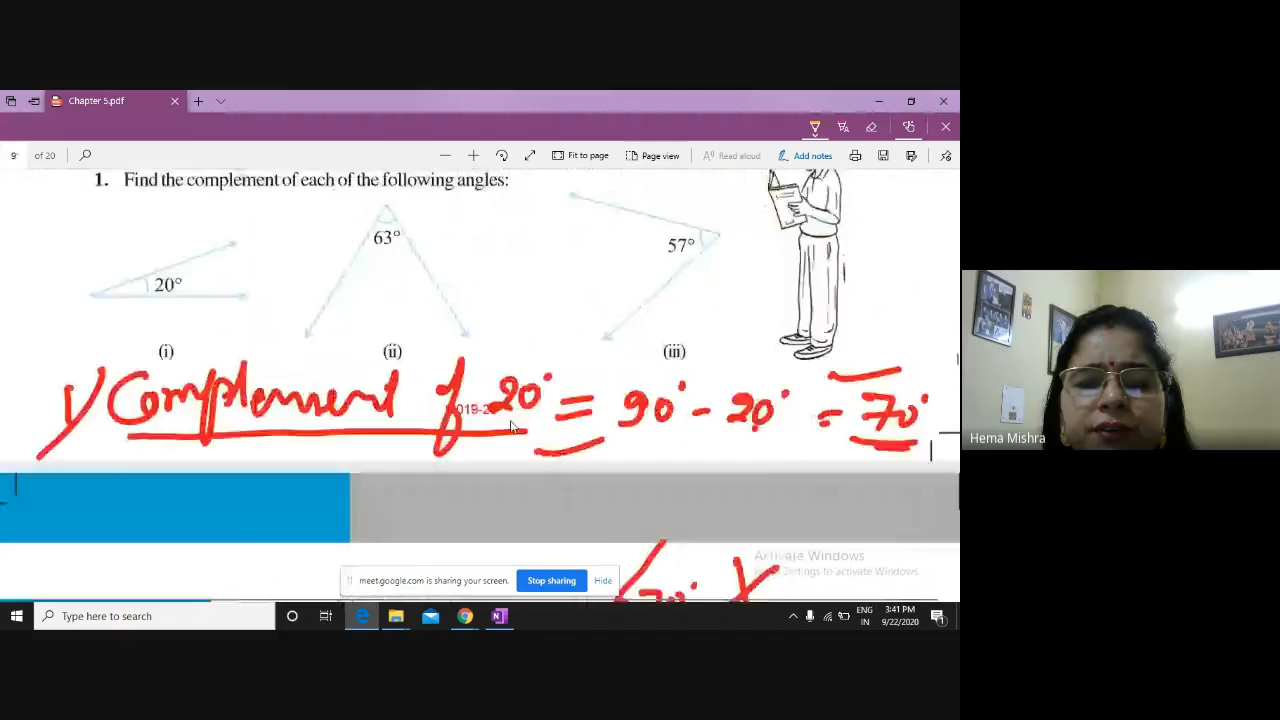 Chapter 5.pdf
9 of 20
Fit to page
Page view
Read aloud
Add notes
1. Find the complement of each of the following angles:
63°
57°
20°
(i)
(ii)
(iii)
Complement of 20° = 90° - 20° = 70°
Hema Mishra
Activate Windows
meet.google.com is sharing your screen.
Stop sharing
Hide
Type here to search
ENG
IN
3:41 PM
9/22/2020